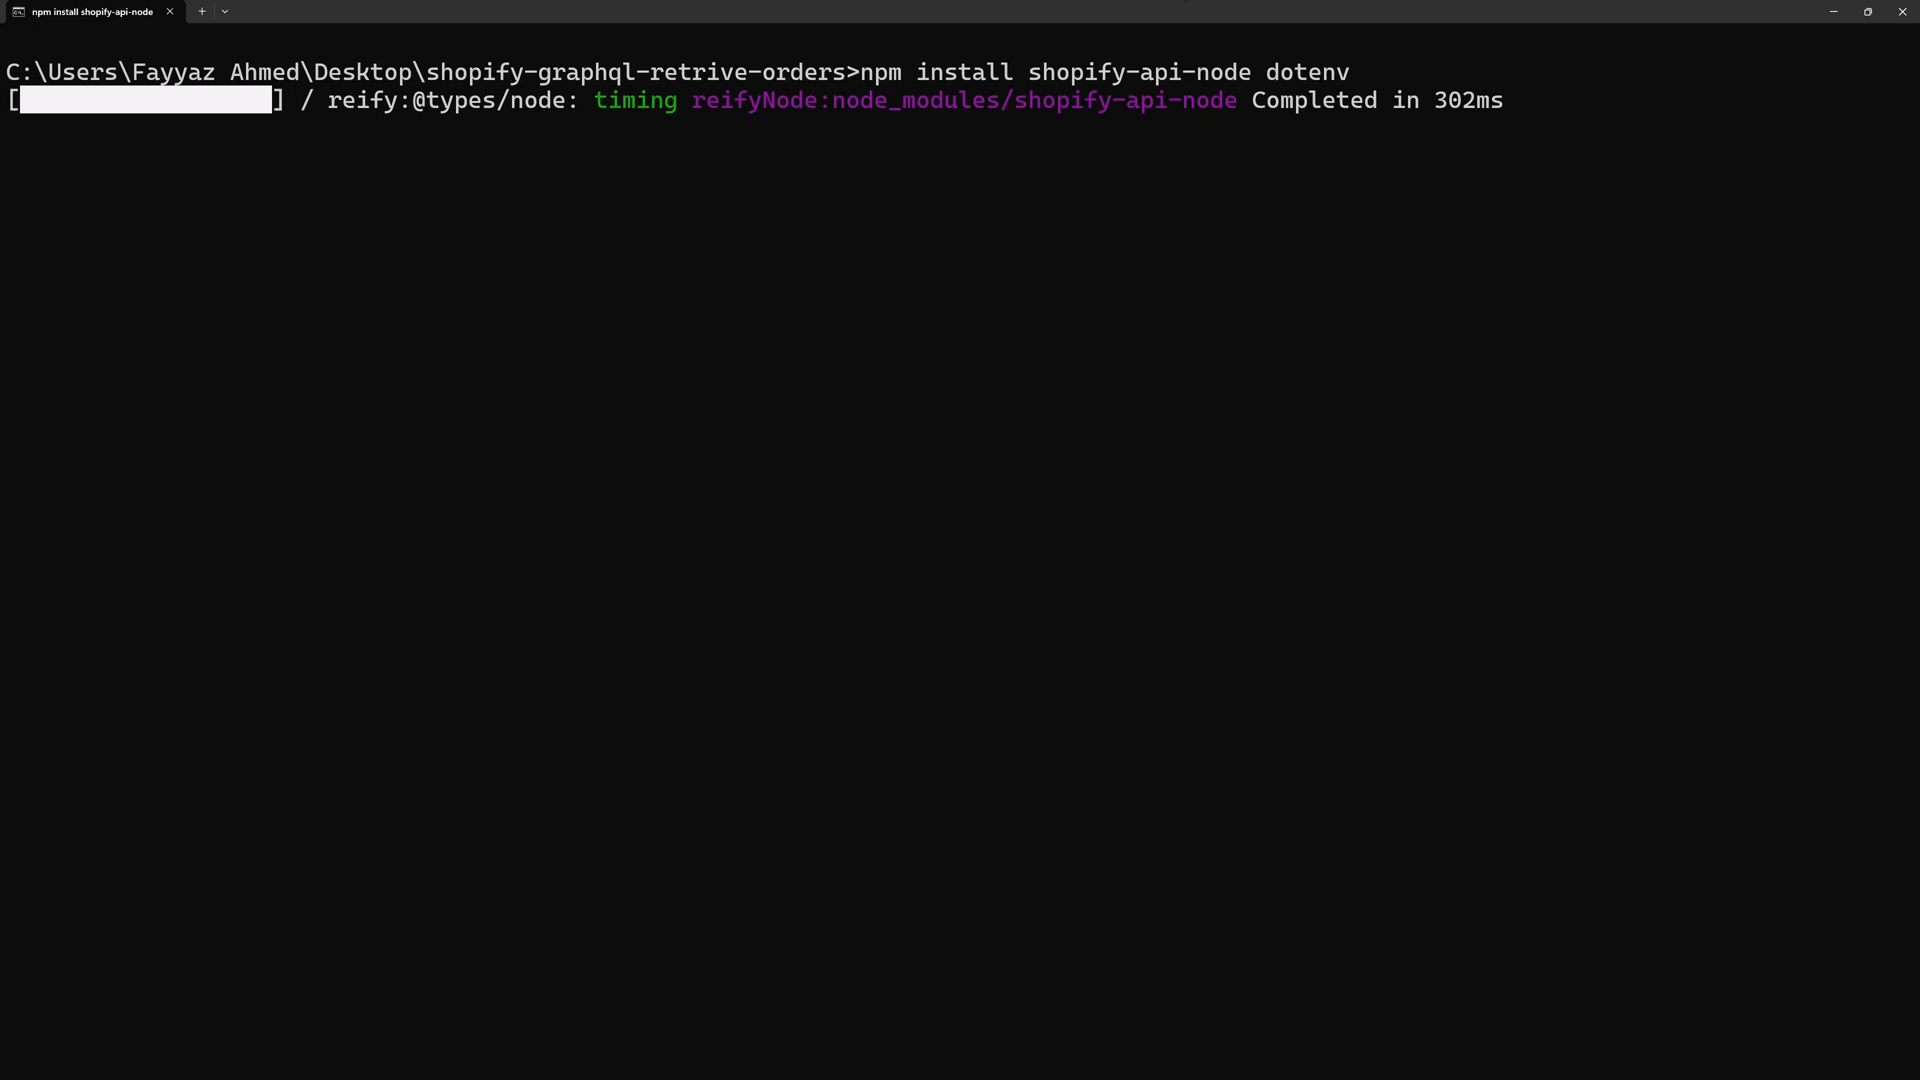 npm install shopify-api-node
C:\Users\Fayyaz Ahmed\Desktop\shopify-graphql-retrive-orders>npm install shopify-api-node dotenv
[                  ] / reify:@types/node: timing reifyNode:node_modules/shopify-api-node Completed in 302ms